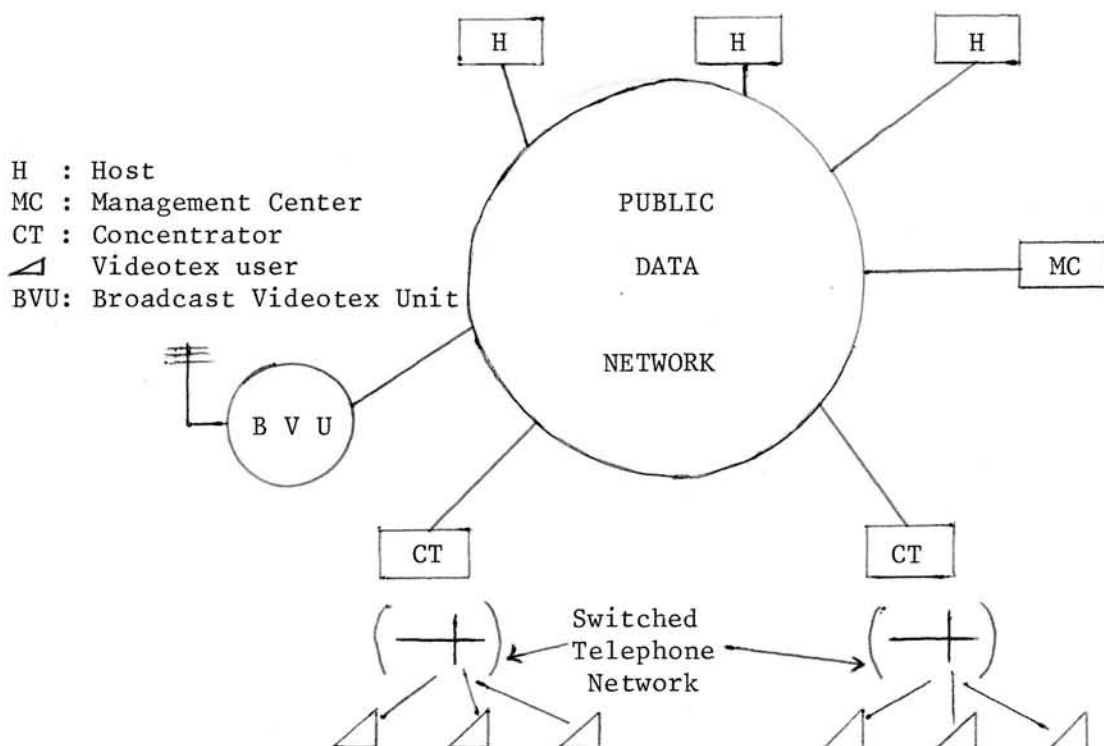 H
H
H
H : Host
MC : Management Center
CT : Concentrator
Videotex user
BVU: Broadcast Videotex Unit
PUBLIC
DATA
NETWORK
MC
B V U
CT
CT
Switched
Telephone
Network